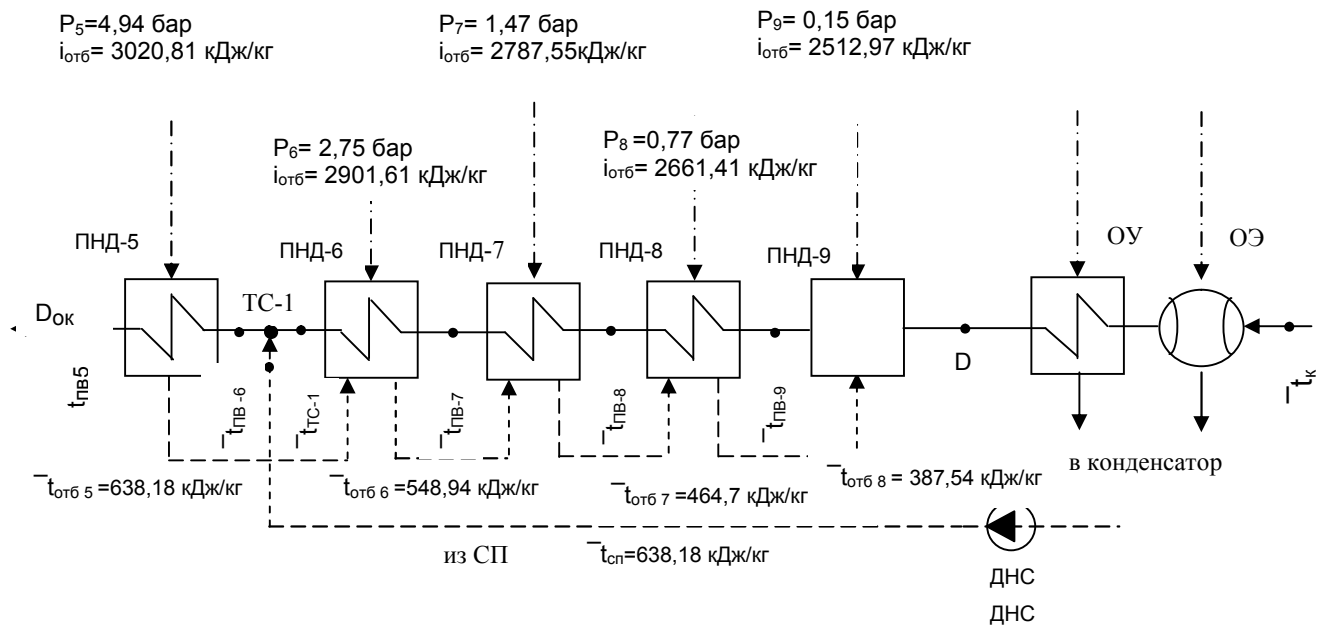 P₅=4,94 бар
iотб= 3020,81 кДж/кг
P₇= 1,47 бар
iотб= 2787,55кДж/кг
P₉= 0,15 бар
iотб= 2512,97 кДж/кг
P₆= 2,75 бар
iотб= 2901,61 кДж/кг
P₈ =0,77 бар
iотб= 2661,41 кДж/кг
ПНД-5
ПНД-6
ПНД-7
ПНД-8
ПНД-9
ОУ
ОЭ
Dок
ТС-1
D
tпв5
‾tПВ-6
‾tТС-1
‾tПВ-7
‾tПВ-8
‾tПВ-9
‾tк
в конденсатор
‾tотб 5=638,18 кДж/кг
‾tотб 6=548,94 кДж/кг
‾tотб 7 =464,7 кДж/кг
‾tотб 8 = 387,54 кДж/кг
из СП
‾tсп=638,18 кДж/кг
ДНС
ДНС